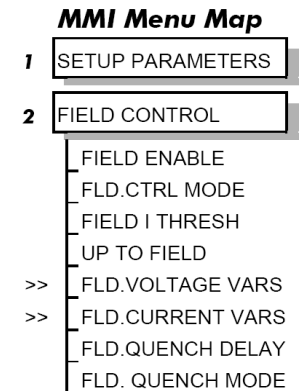 MMI Menu Map
1 SETUP PARAMETERS
2 FIELD CONTROL
FIELD ENABLE
FLD.CTRL MODE
FIELD I THRESH
UP TO FIELD
>> FLD.VOLTAGE VARS
>> FLD.CURRENT VARS
FLD.QUENCH DELAY
FLD. QUENCH MODE